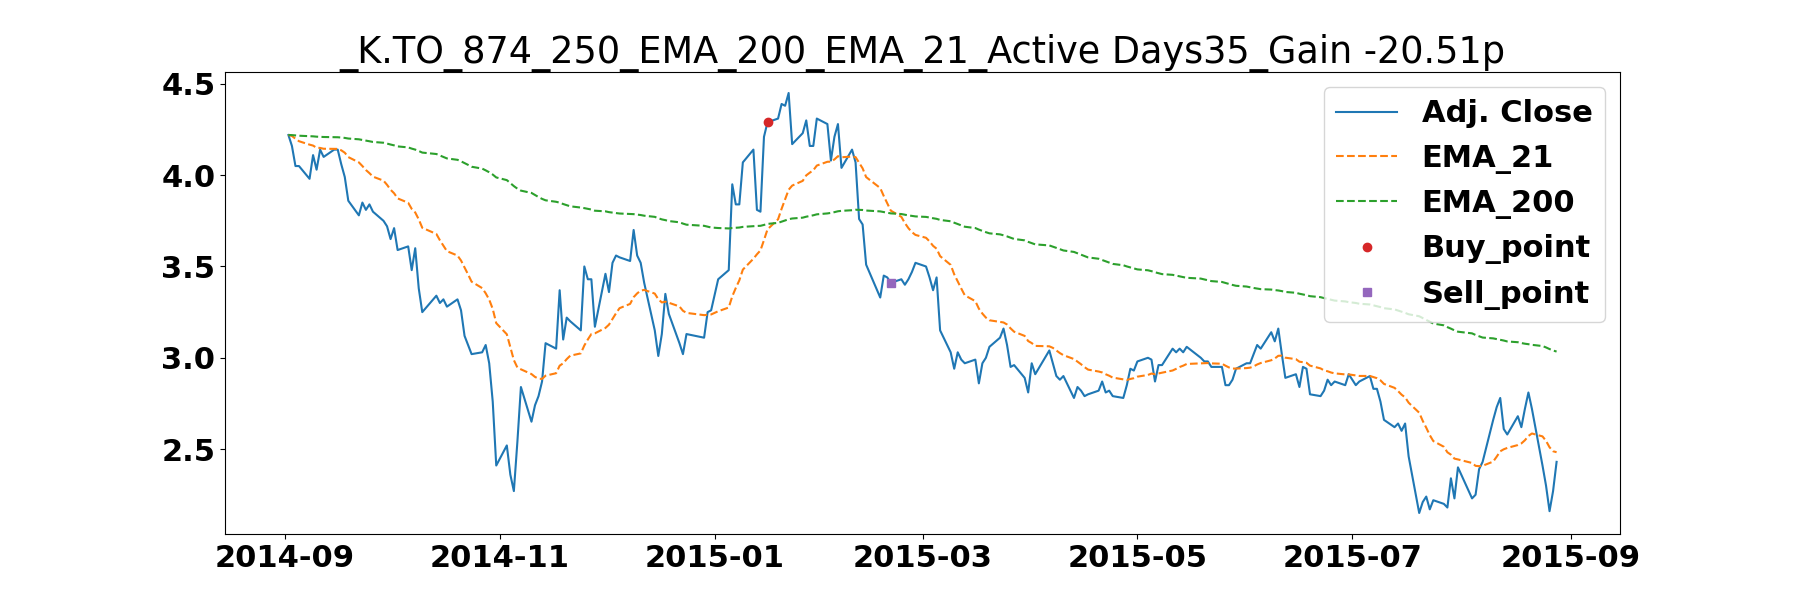 _K.TO_874_250_EMA_200_EMA_21_Active Days35_Gain -20.51p
4.5
4.0
3.5
3.0
2.5
Adj. Close
EMA_21
EMA_200
Buy_point
Sell_point
2014-09 2014-11 2015-01 2015-03 2015-05 2015-07 2015-09